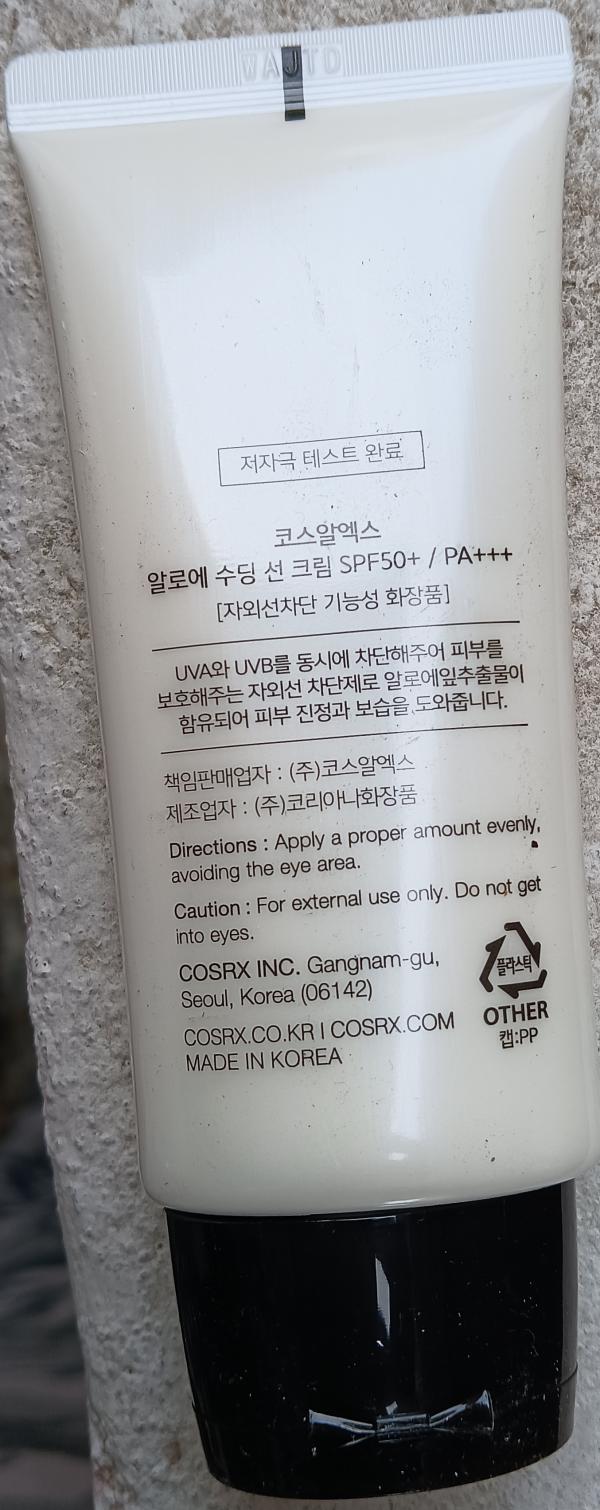 저자극 테스트 완료
코스알엑스
알로에 수딩 선 크림 SPF50+ / PA+++
[자외선차단 기능성 화장품]
UVA와 UVB를 동시에 차단해주어 피부를
보호해주는 자외선 차단제로 알로에잎추출물이
함유되어 피부 진정과 보습을 도와줍니다.
책임판매업자 : (주)코스알엑스
제조업자 : (주)코리아나화장품
Directions : Apply a proper amount evenly,
avoiding the eye area.
Caution : For external use only. Do not get
into eyes.
COSRX INC. Gangnam-gu,
Seoul, Korea (06142)
COSRX.CO.KR I COSRX.COM
MADE IN KOREA
플라스틱
OTHER
캡:PP